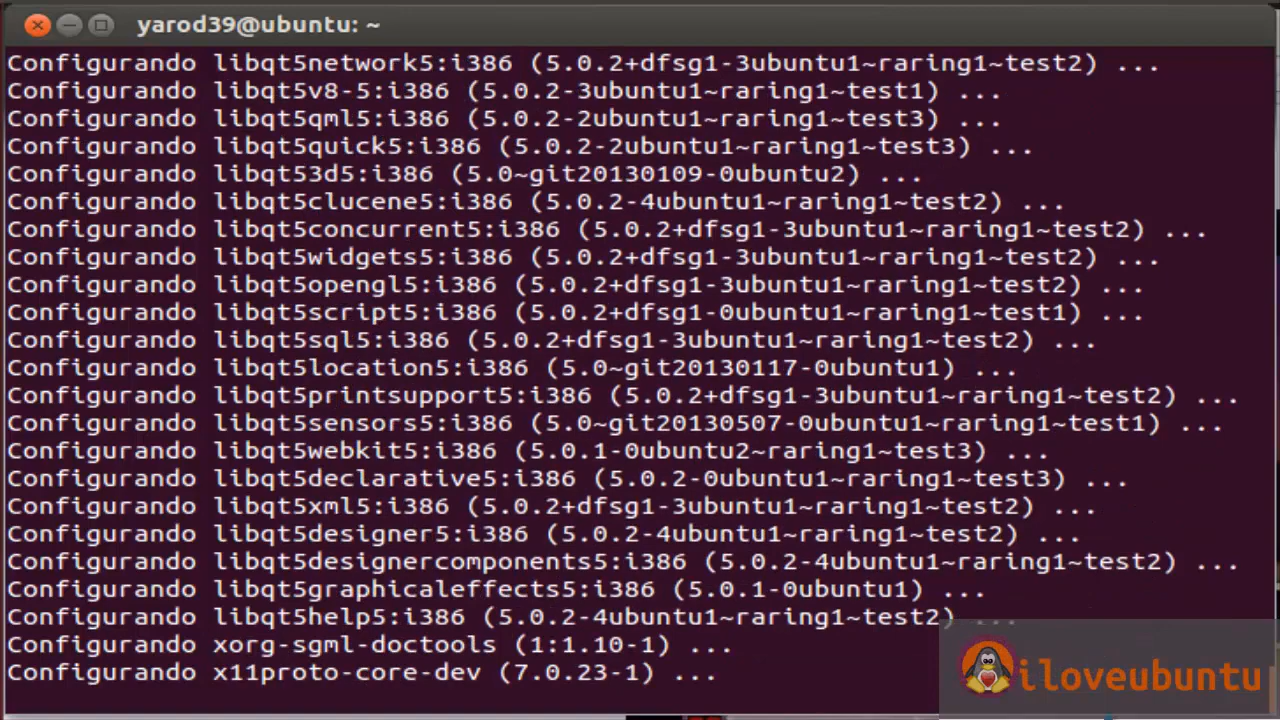 yarod39@ubuntu: ~
Configurando libqt5network5:i386 (5.0.2+dfsg1-3ubuntu1~raring1~test2) ...
Configurando libqt5v8-5:i386 (5.0.2-3ubuntu1~raring1~test1) ...
Configurando libqt5qml5:i386 (5.0.2-2ubuntu1~raring1~test3) ...
Configurando libqt5quick5:i386 (5.0.2-2ubuntu1~raring1~test3) ...
Configurando libqt53d5:i386 (5.0~git20130109-0ubuntu2) ...
Configurando libqt5clucene5:i386 (5.0.2-4ubuntu1~raring1~test2) ...
Configurando libqt5concurrent5:i386 (5.0.2+dfsg1-3ubuntu1~raring1~test2) ...
Configurando libqt5widgets5:i386 (5.0.2+dfsg1-3ubuntu1~raring1~test2) ...
Configurando libqt5opengl5:i386 (5.0.2+dfsg1-3ubuntu1~raring1~test2) ...
Configurando libqt5script5:i386 (5.0.2+dfsg1-0ubuntu1~raring1~test1) ...
Configurando libqt5sql5:i386 (5.0.2+dfsg1-3ubuntu1~raring1~test2) ...
Configurando libqt5location5:i386 (5.0~git20130117-0ubuntu1) ...
Configurando libqt5printsupport5:i386 (5.0.2+dfsg1-3ubuntu1~raring1~test2) ...
Configurando libqt5sensors5:i386 (5.0~git20130507-0ubuntu1~raring1~test1) ...
Configurando libqt5webkit5:i386 (5.0.1-0ubuntu2~raring1~test3) ...
Configurando libqt5declarative5:i386 (5.0.2-0ubuntu1~raring1~test3) ...
Configurando libqt5xml5:i386 (5.0.2+dfsg1-3ubuntu1~raring1~test2) ...
Configurando libqt5designer5:i386 (5.0.2-4ubuntu1~raring1~test2) ...
Configurando libqt5designercomponents5:i386 (5.0.2-4ubuntu1~raring1~test2) ...
Configurando libqt5graphicaleffects5:i386 (5.0.1-0ubuntu1) ...
Configurando libqt5help5:i386 (5.0.2-4ubuntu1~raring1~test2) ...
Configurando xorg-sgml-doctools (1:1.10-1) ...
Configurando x11proto-core-dev (7.0.23-1) ...
iloveubuntu